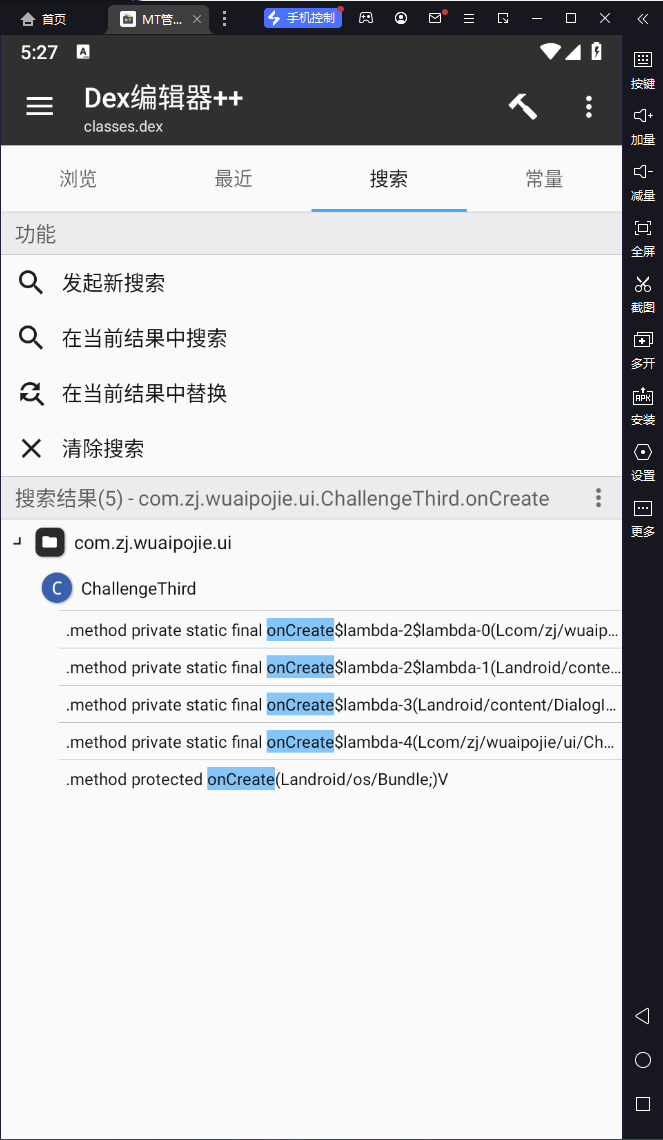 首页
MT管...
手机控制
5:27
A
Dex编辑器++
classes.dex
浏览
最近
搜索
常量
功能
发起新搜索
在当前结果中搜索
在当前结果中替换
清除搜索
搜索结果(5) - com.zj.wuaipojie.ui.ChallengeThird.onCreate
com.zj.wuaipojie.ui
C ChallengeThird
.method private static final onCreate$lambda-2$lambda-0(Lcom/zj/wuaip...
.method private static final onCreate$lambda-2$lambda-1(Landroid/conte...
.method private static final onCreate$lambda-3(Landroid/content/DialogI...
.method private static final onCreate$lambda-4(Lcom/zj/wuaipojie/ui/Ch...
.method protected onCreate(Landroid/os/Bundle;)V
按键
加量
减量
全屏
截图
多开
APK
安装
设置
更多